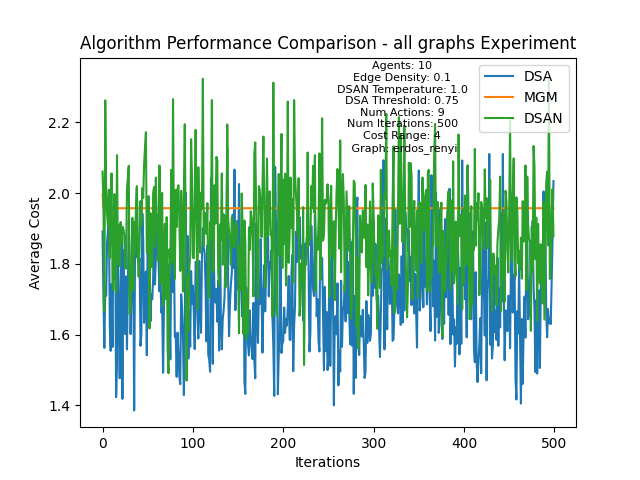 Algorithm Performance Comparison - all graphs Experiment
Agents: 10
Edge Density: 0.1
DSAN Temperature: 1.0
DSA Threshold: 0.75
Num Actions: 9
Num Iterations: 500
Cost Range: 4
Graph: erdos_renyi
DSA
MGM
DSAN
Average Cost
2.2
2.0
1.8
1.6
1.4
0
100
200
300
400
500
Iterations